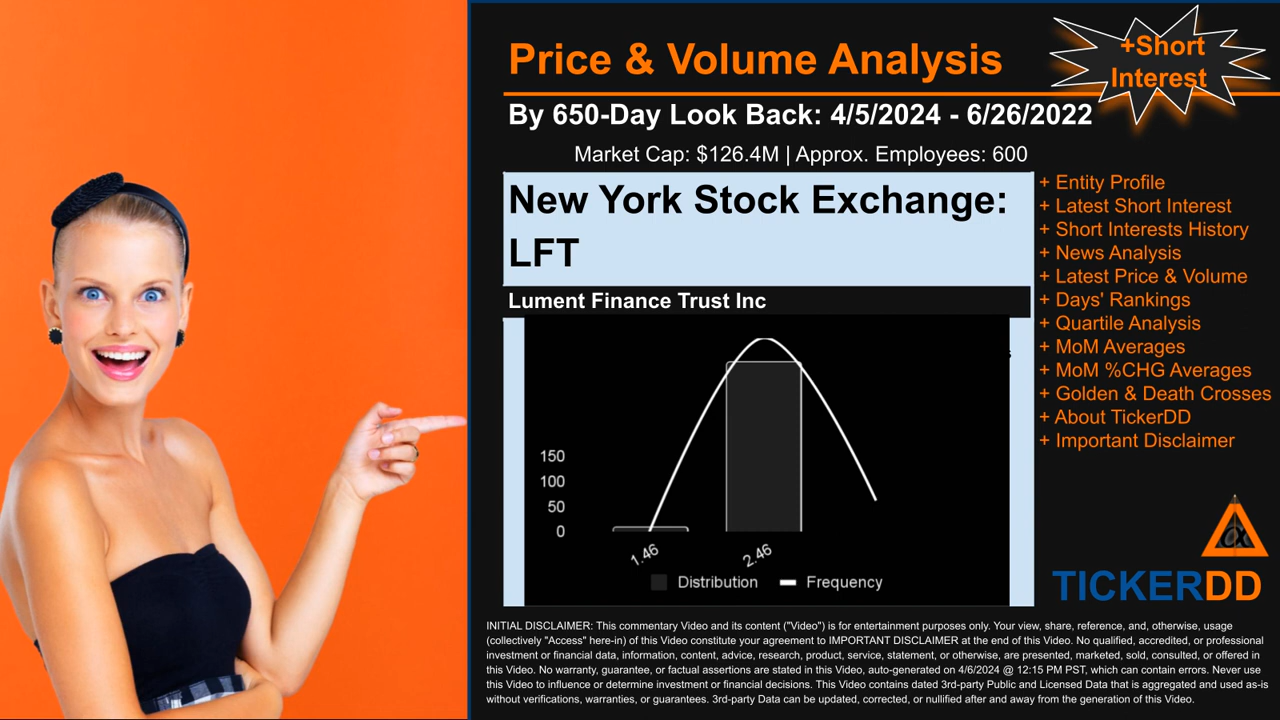 Price & Volume Analysis
+Short
Interest
By 650-Day Look Back: 4/5/2024 - 6/26/2022
Market Cap: $126.4M | Approx. Employees: 600
New York Stock Exchange:
LFT
Lument Finance Trust Inc
150
100
50
0
1.46
2.46
Distribution
Frequency
+ Entity Profile
+ Latest Short Interest
+ Short Interests History
+ News Analysis
+ Latest Price & Volume
+ Days' Rankings
+ Quartile Analysis
+ MoM Averages
+ MoM %CHG Averages
+ Golden & Death Crosses
+ About TickerDD
+ Important Disclaimer
TICKERDD
INITIAL DISCLAIMER: This commentary Video and its content ("Video") is for entertainment purposes only. Your view, share, reference, and, otherwise, usage
(collectively "Access" here-in) of this Video constitute your agreement to IMPORTANT DISCLAIMER at the end of this Video. No qualified, accredited, or professional
investment or financial data, information, content, advice, research, product, service, statement, or otherwise, are presented, marketed, sold, consulted, or offered in
this Video. No warranty, guarantee, or factual assertions are stated in this Video, auto-generated on 4/6/2024 @ 12:15 PM PST, which can contain errors. Never use
this Video to influence or determine investment or financial decisions. This Video contains dated 3rd-party Public and Licensed Data that is aggregated and used as-is
without verifications, warranties, or guarantees. 3rd-party Data can be updated, corrected, or nullified after and away from the generation of this Video.